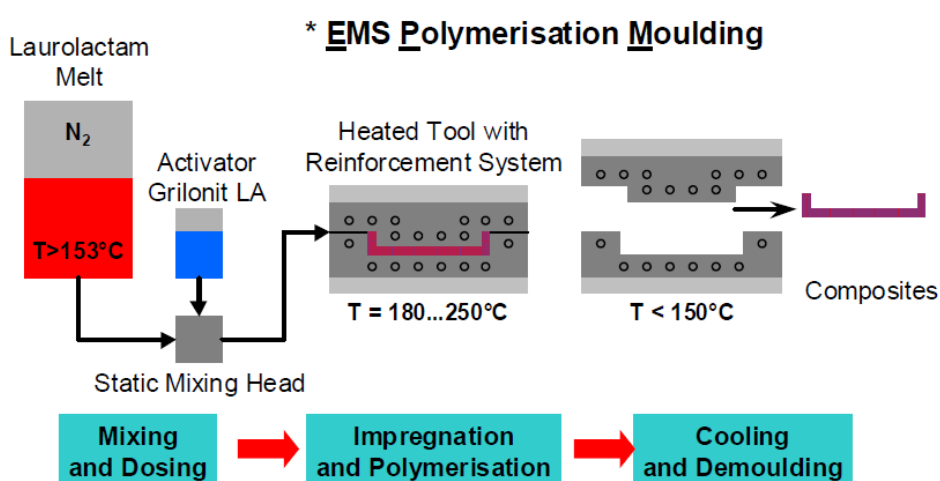 * EMS Polymerisation Moulding
Laurolactam
Melt
N2
T>153°C
Activator
Grilonit LA
Static Mixing Head
Heated Tool with
Reinforcement System
T = 180...250°C
T < 150°C
Composites
Mixing
and Dosing
Impregnation
and Polymerisation
Cooling
and Demoulding